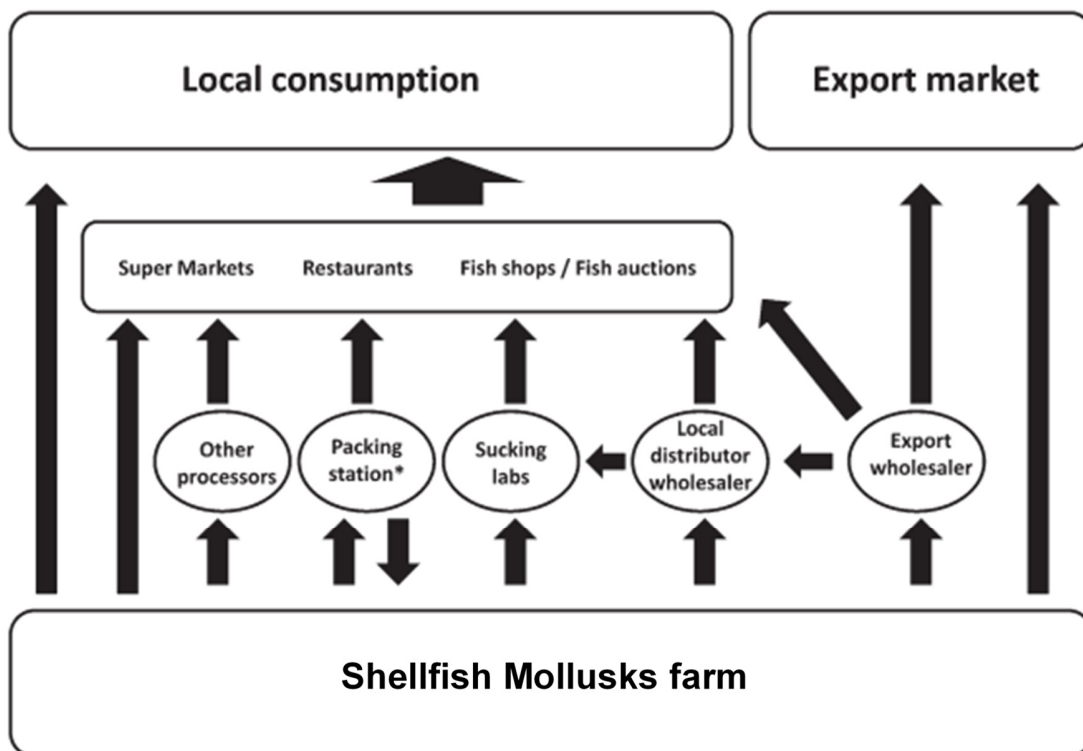 Local consumption
Export market
Super Markets
Restaurants
Fish shops / Fish auctions
Other
processors
Packing
station*
Sucking
labs
Local
distributor
wholesaler
Export
wholesaler
Shellfish Mollusks farm